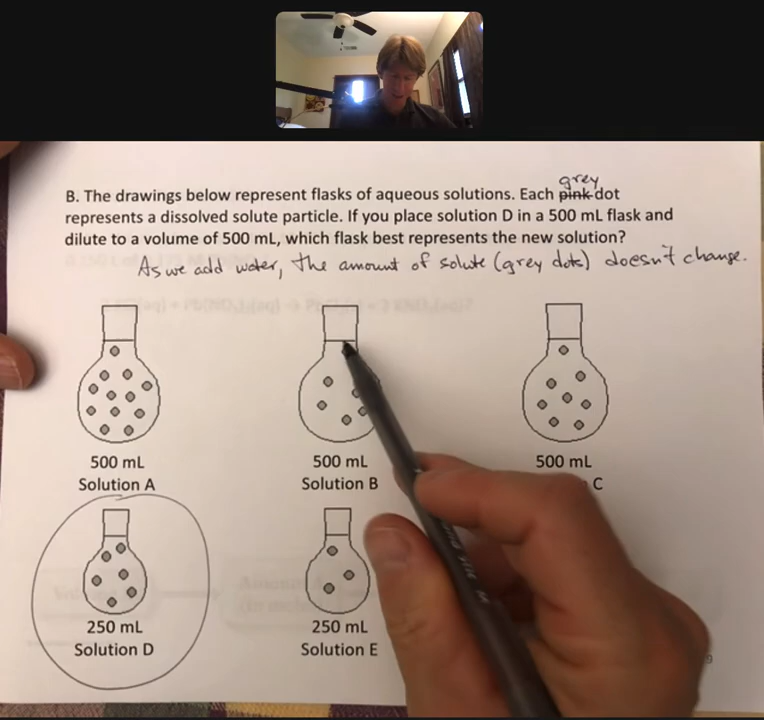 grey
B. The drawings below represent flasks of aqueous solutions. Each pink dot
represents a dissolved solute particle. If you place solution D in a 500 mL flask and
dilute to a volume of 500 mL, which flask best represents the new solution?
As we add water, the amount of solute (grey dots) doesn't change.
500 mL
Solution A
500 mL
Solution B
500 mL
C
250 mL
Solution D
250 mL
Solution E
9